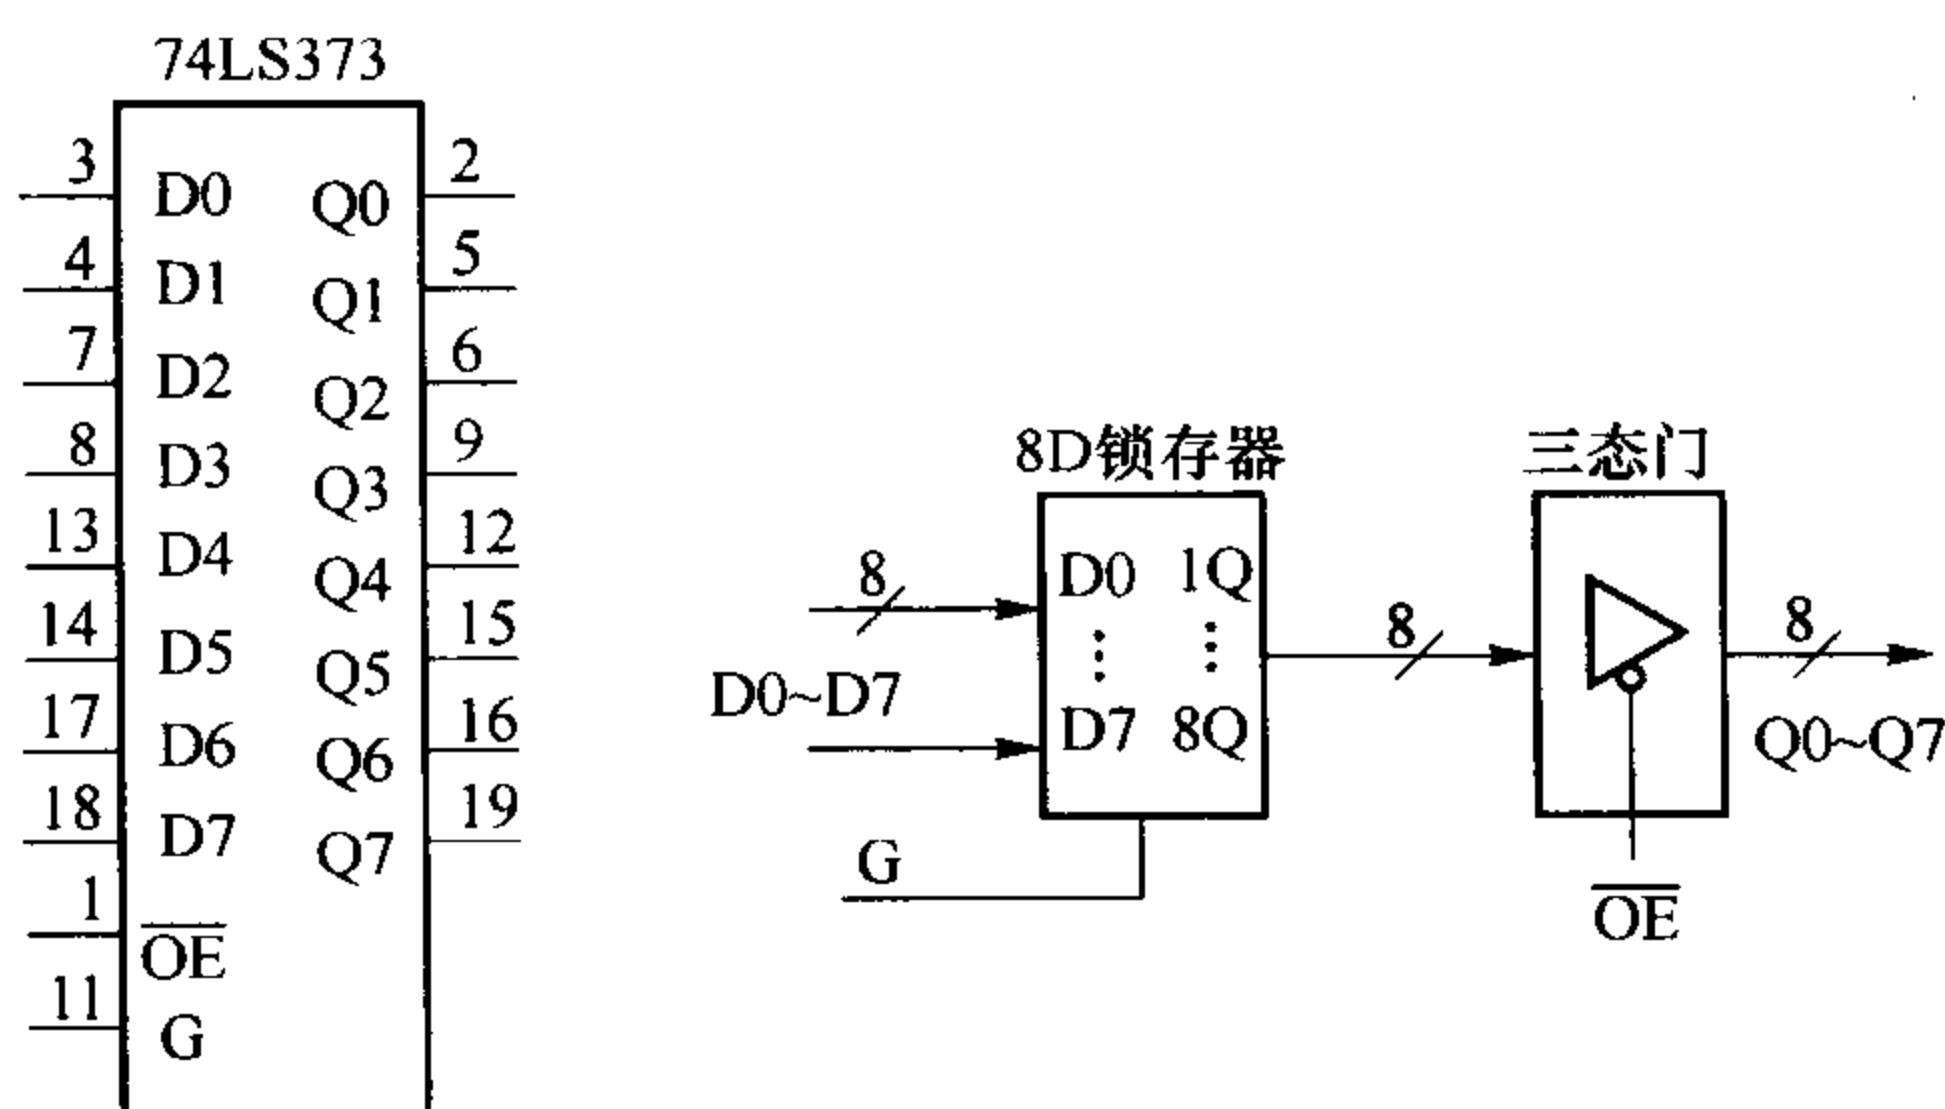 74LS373
3 D0 Q0 2
4 D1 Q1 5
7 D2 Q2 6
8 D3 Q3 9
13 D4 Q4 12
14 D5 Q5 15
17 D6 Q6 16
18 D7 Q7 19
1 O̅E̅
11 G
8D锁存器
三态门
8
D0~D7
D0 1Q
⋮ ⋮
D7 8Q
G
8
8
Q0~Q7
O̅E̅